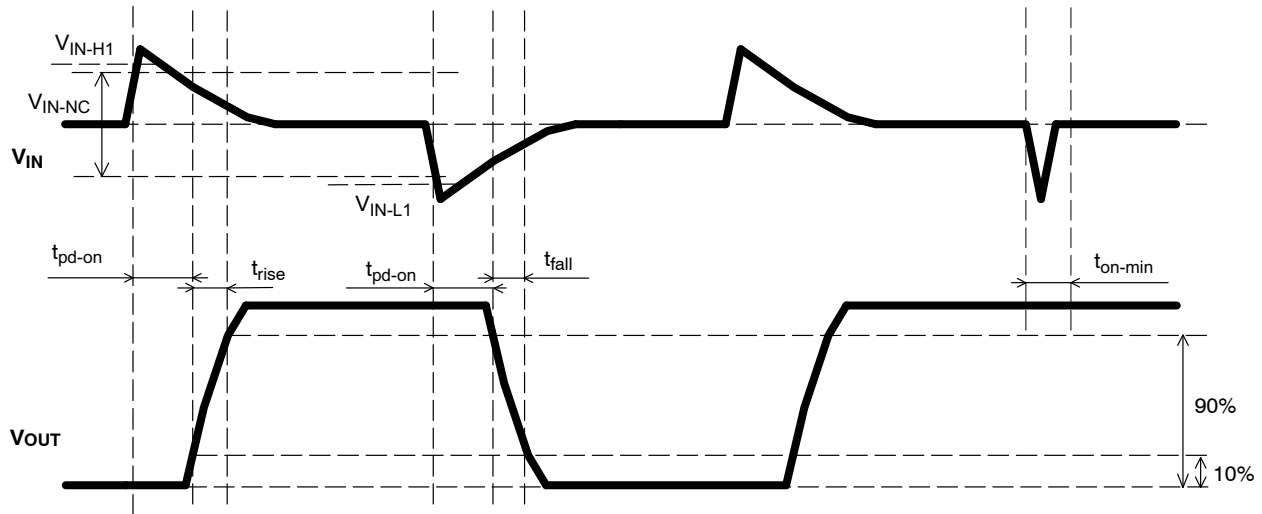 VIN-H1
VIN-NC
VIN
VIN-L1
tpd-on
trise
tpd-on
tfall
ton-min
90%
VOUT
10%